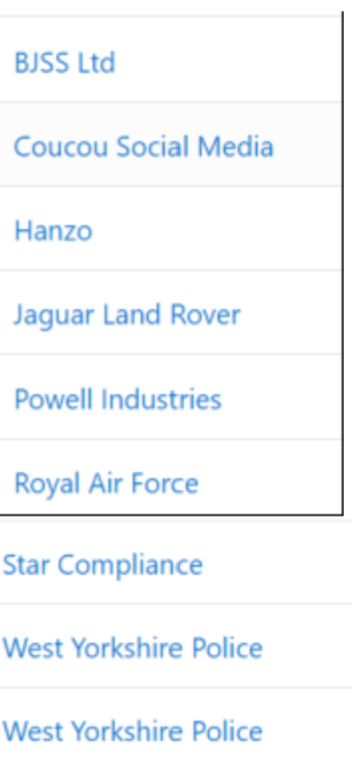 BJSS Ltd
Coucou Social Media
Hanzo
Jaguar Land Rover
Powell Industries
Royal Air Force
Star Compliance
West Yorkshire Police
West Yorkshire Police